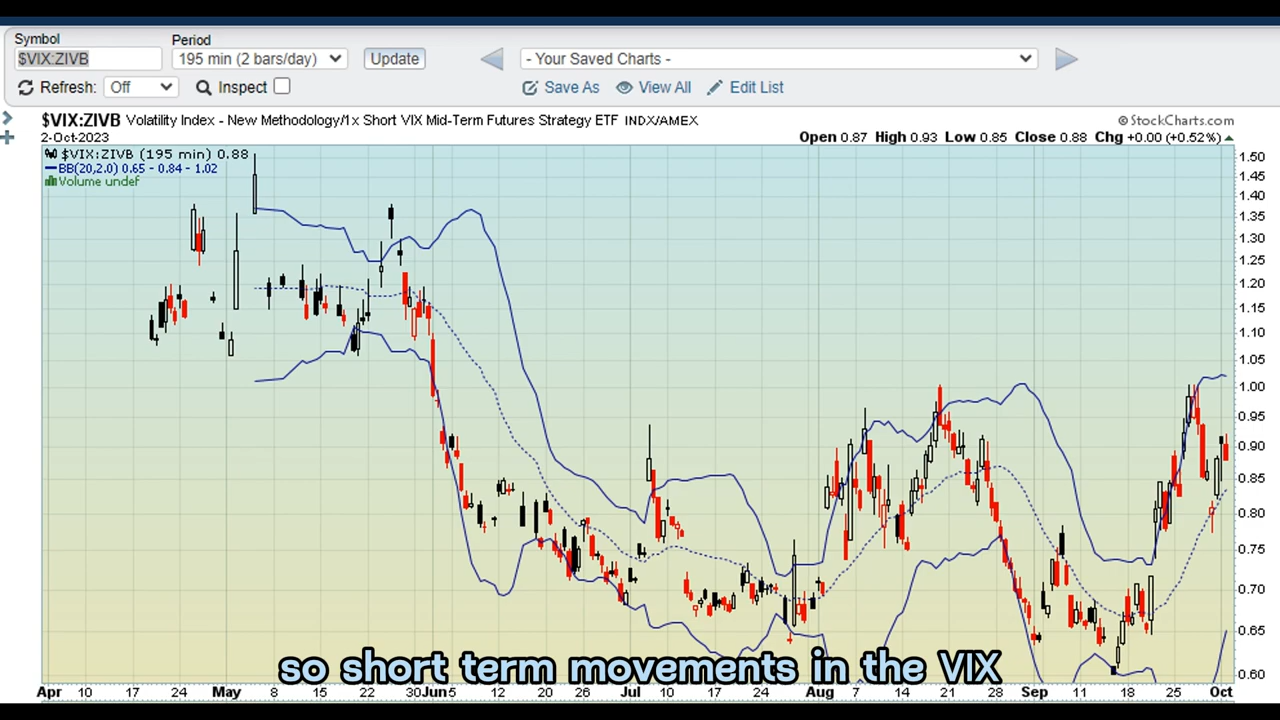 Symbol
Period
$VIX:ZIVB
195 min (2 bars/day)
Update
- Your Saved Charts -
Refresh: Off
Inspect
Save As
View All
Edit List
$VIX:ZIVB Volatility Index - New Methodology/1x Short VIX Mid-Term Futures Strategy ETF INDX/AMEX
© StockCharts.com
2-Oct-2023
Open 0.87 High 0.93 Low 0.85 Close 0.88 Chg +0.00 (+0.52%)
$VIX:ZIVB (195 min) 0.88
BB(20,2.0) 0.65 - 0.84 - 1.02
Volume undef
1.50
1.45
1.40
1.35
1.30
1.25
1.20
1.15
1.10
1.05
1.00
0.95
0.90
0.85
0.80
0.75
0.70
0.65
0.60
so short term movements in the VIX
Apr 10 17 24 May 8 15 22 30 Jun 5 12 20 26 Jul 10 17 24 Aug 7 14 21 28 Sep 11 18 25 Oct